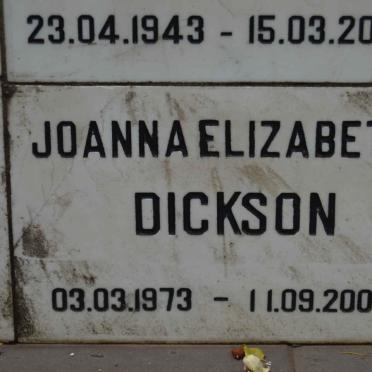 23.04.1943 - 15.03.20
JOANNA ELIZABET
DICKSON
03.03.1973 - 11.09.200